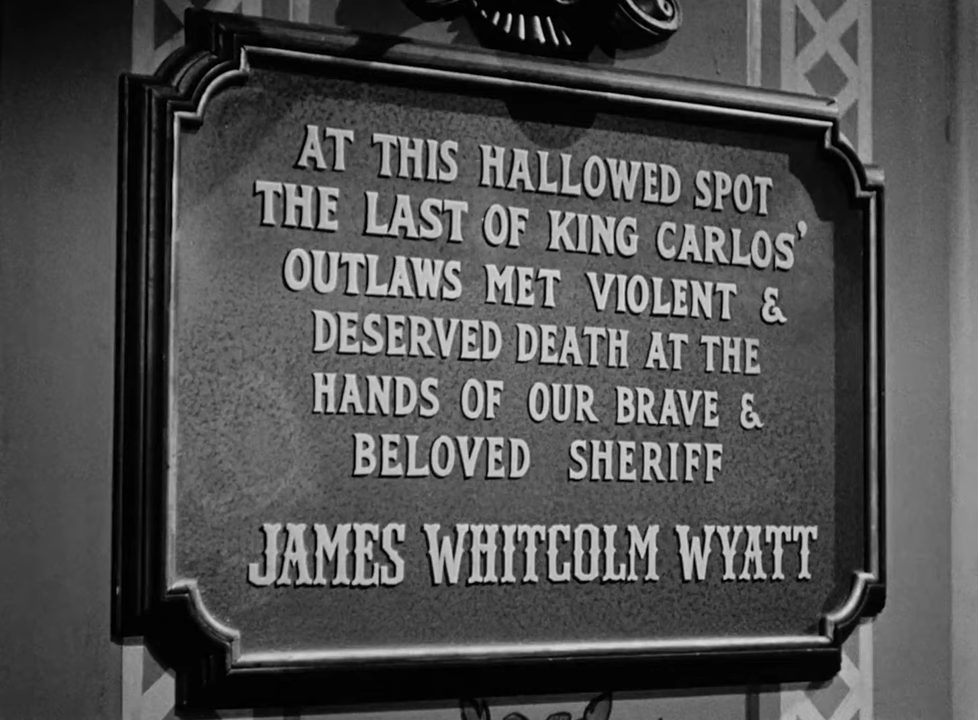 AT THIS HALLOWED SPOT
THE LAST OF KING CARLOS'
OUTLAWS MET VIOLENT &
DESERVED DEATH AT THE
HANDS OF OUR BRAVE &
BELOVED SHERIFF
JAMES WHITCOLM WYATT